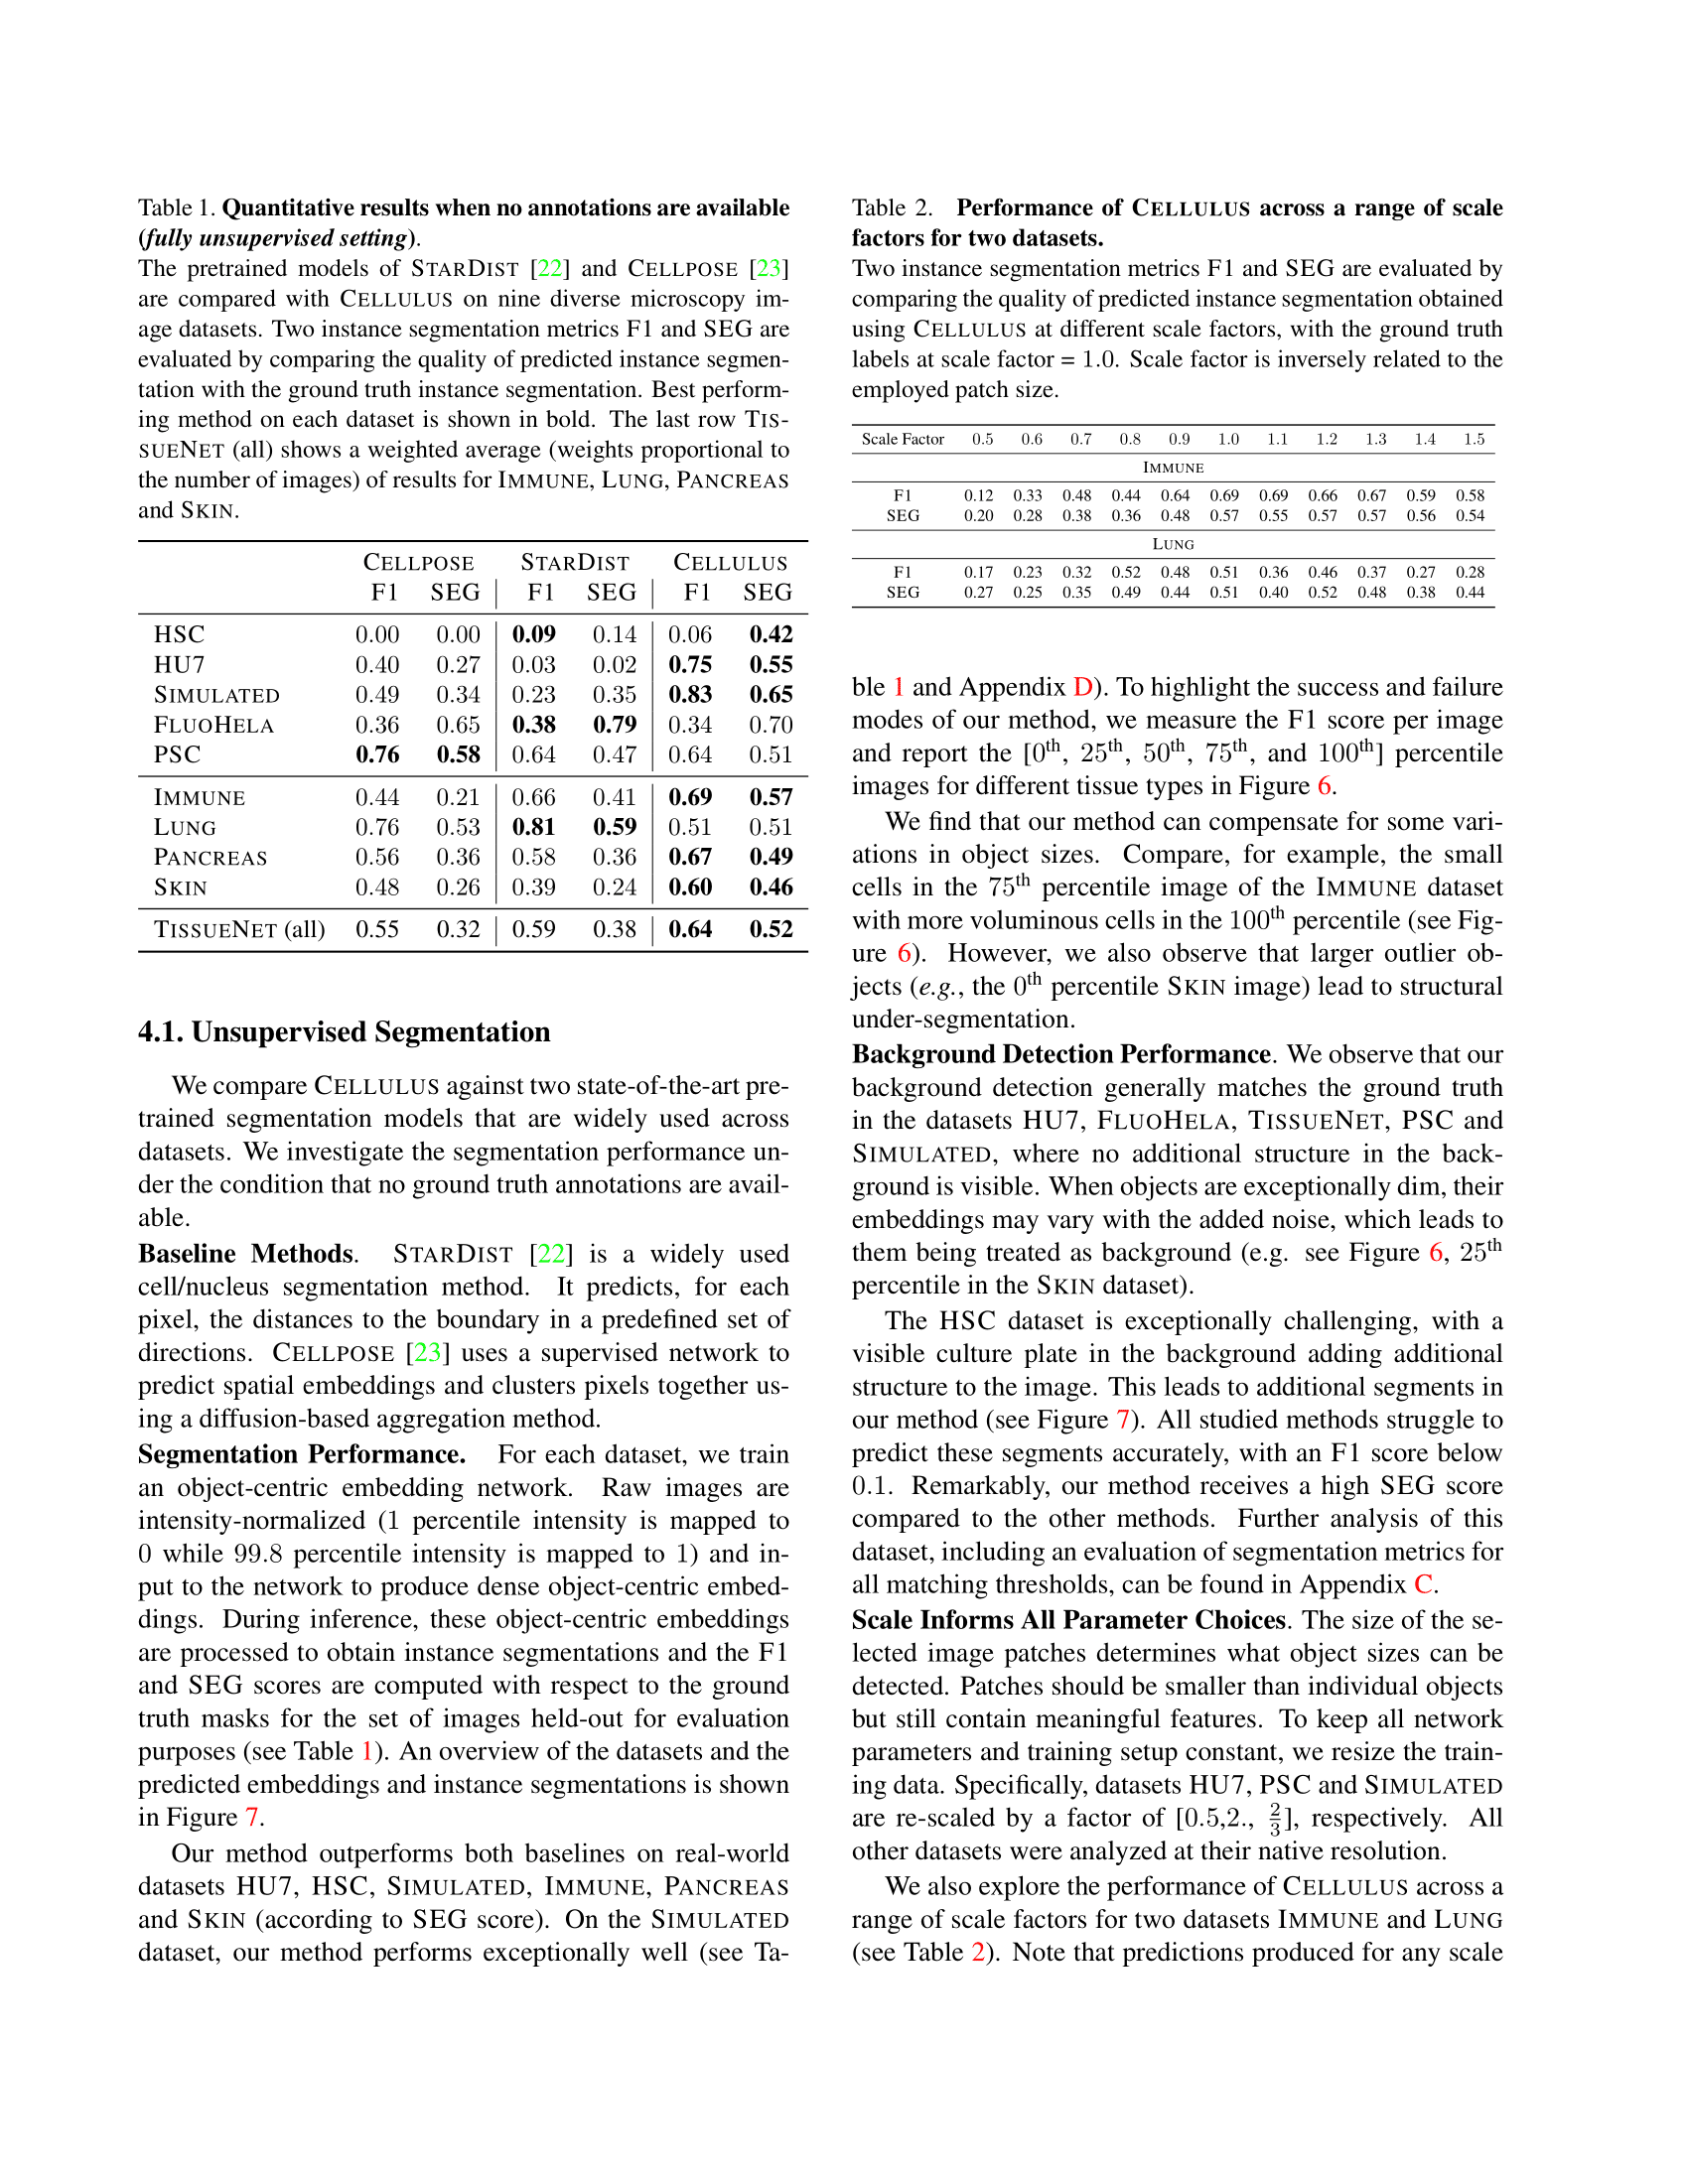 Table 1. Quantitative results when no annotations are available
(fully unsupervised setting).
The pretrained models of STARDIST [22] and CELLPOSE [23]
are compared with CELLULUS on nine diverse microscopy im-
age datasets. Two instance segmentation metrics F1 and SEG are
evaluated by comparing the quality of predicted instance segmen-
tation with the ground truth instance segmentation. Best perform-
ing method on each dataset is shown in bold. The last row TIS-
SUENET (all) shows a weighted average (weights proportional to
the number of images) of results for IMMUNE, LUNG, PANCREAS
and SKIN.
CELLPOSE STARDIST CELLULUS
F1 SEG F1 SEG F1 SEG
HSC 0.00 0.00 0.09 0.14 0.06 0.42
HU7 0.40 0.27 0.03 0.02 0.75 0.55
SIMULATED 0.49 0.34 0.23 0.35 0.83 0.65
FLUOHELA 0.36 0.65 0.38 0.79 0.34 0.70
PSC 0.76 0.58 0.64 0.47 0.64 0.51
IMMUNE 0.44 0.21 0.66 0.41 0.69 0.57
LUNG 0.76 0.53 0.81 0.59 0.51 0.51
PANCREAS 0.56 0.36 0.58 0.36 0.67 0.49
SKIN 0.48 0.26 0.39 0.24 0.60 0.46
TISSUENET (all) 0.55 0.32 0.59 0.38 0.64 0.52
4.1. Unsupervised Segmentation
We compare CELLULUS against two state-of-the-art pre-
trained segmentation models that are widely used across
datasets. We investigate the segmentation performance un-
der the condition that no ground truth annotations are avail-
able.
Baseline Methods. STARDIST [22] is a widely used
cell/nucleus segmentation method. It predicts, for each
pixel, the distances to the boundary in a predefined set of
directions. CELLPOSE [23] uses a supervised network to
predict spatial embeddings and clusters pixels together us-
ing a diffusion-based aggregation method.
Segmentation Performance. For each dataset, we train
an object-centric embedding network. Raw images are
intensity-normalized (1 percentile intensity is mapped to
0 while 99.8 percentile intensity is mapped to 1) and in-
put to the network to produce dense object-centric embed-
dings. During inference, these object-centric embeddings
are processed to obtain instance segmentations and the F1
and SEG scores are computed with respect to the ground
truth masks for the set of images held-out for evaluation
purposes (see Table 1). An overview of the datasets and the
predicted embeddings and instance segmentations is shown
in Figure 7.
Our method outperforms both baselines on real-world
datasets HU7, HSC, SIMULATED, IMMUNE, PANCREAS
and SKIN (according to SEG score). On the SIMULATED
dataset, our method performs exceptionally well (see Ta-
Table 2. Performance of CELLULUS across a range of scale
factors for two datasets.
Two instance segmentation metrics F1 and SEG are evaluated by
comparing the quality of predicted instance segmentation obtained
using CELLULUS at different scale factors, with the ground truth
labels at scale factor = 1.0. Scale factor is inversely related to the
employed patch size.
Scale Factor 0.5 0.6 0.7 0.8 0.9 1.0 1.1 1.2 1.3 1.4 1.5
IMMUNE
F1 0.12 0.33 0.48 0.44 0.64 0.69 0.69 0.66 0.67 0.59 0.58
SEG 0.20 0.28 0.38 0.36 0.48 0.57 0.55 0.57 0.57 0.56 0.54
LUNG
F1 0.17 0.23 0.32 0.52 0.48 0.51 0.36 0.46 0.37 0.27 0.28
SEG 0.27 0.25 0.35 0.49 0.44 0.51 0.40 0.52 0.48 0.38 0.44
ble 1 and Appendix D). To highlight the success and failure
modes of our method, we measure the F1 score per image
and report the [0th, 25th, 50th, 75th, and 100th] percentile
images for different tissue types in Figure 6.
We find that our method can compensate for some vari-
ations in object sizes. Compare, for example, the small
cells in the 75th percentile image of the IMMUNE dataset
with more voluminous cells in the 100th percentile (see Fig-
ure 6). However, we also observe that larger outlier ob-
jects (e.g., the 0th percentile SKIN image) lead to structural
under-segmentation.
Background Detection Performance. We observe that our
background detection generally matches the ground truth
in the datasets HU7, FLUOHELA, TISSUENET, PSC and
SIMULATED, where no additional structure in the back-
ground is visible. When objects are exceptionally dim, their
embeddings may vary with the added noise, which leads to
them being treated as background (e.g. see Figure 6, 25th
percentile in the SKIN dataset).
The HSC dataset is exceptionally challenging, with a
visible culture plate in the background adding additional
structure to the image. This leads to additional segments in
our method (see Figure 7). All studied methods struggle to
predict these segments accurately, with an F1 score below
0.1. Remarkably, our method receives a high SEG score
compared to the other methods. Further analysis of this
dataset, including an evaluation of segmentation metrics for
all matching thresholds, can be found in Appendix C.
Scale Informs All Parameter Choices. The size of the se-
lected image patches determines what object sizes can be
detected. Patches should be smaller than individual objects
but still contain meaningful features. To keep all network
parameters and training setup constant, we resize the train-
ing data. Specifically, datasets HU7, PSC and SIMULATED
are re-scaled by a factor of [0.5,2., 2/3], respectively. All
other datasets were analyzed at their native resolution.
We also explore the performance of CELLULUS across a
range of scale factors for two datasets IMMUNE and LUNG
(see Table 2). Note that predictions produced for any scale